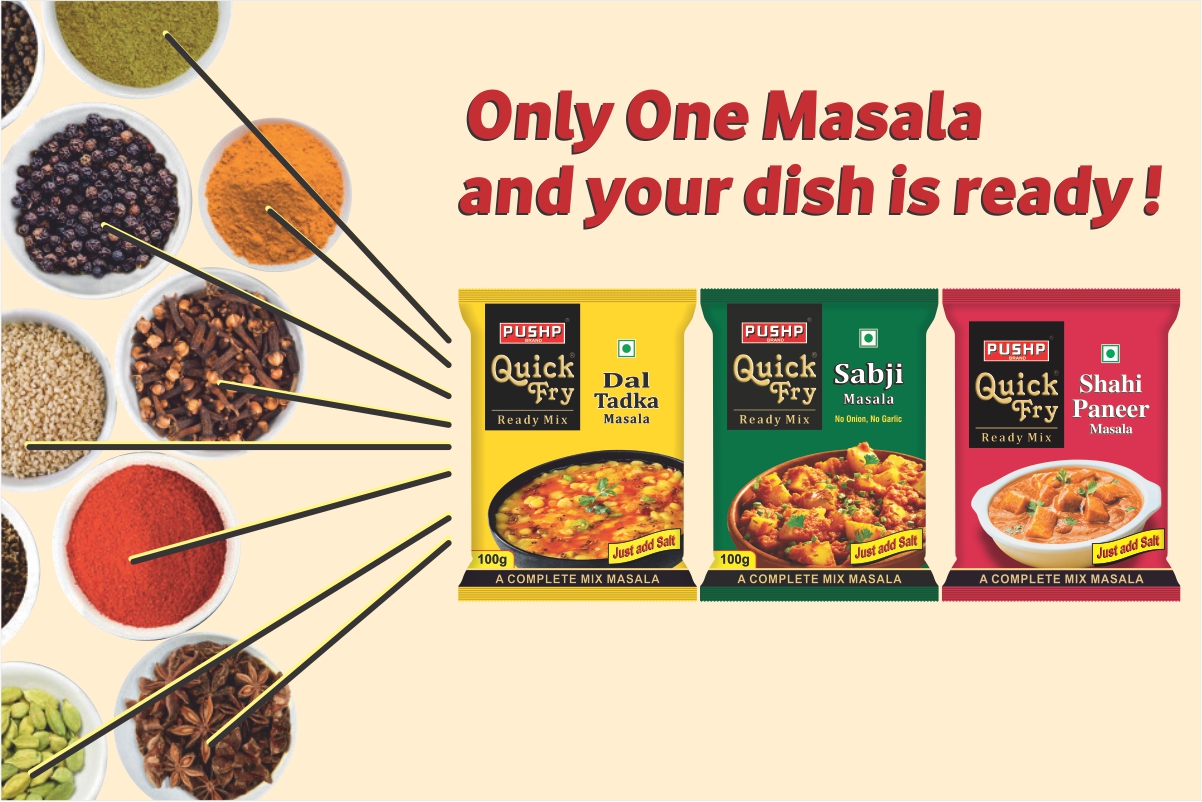 Only One Masala
and your dish is ready !
PUSHP
BRAND
Quick
Fry
Ready Mix
Dal
Tadka
Masala
Just add Salt
100g
A COMPLETE MIX MASALA
PUSHP
BRAND
Quick
Fry
Ready Mix
Sabji
Masala
No Onion, No Garlic
Just add Salt
100g
A COMPLETE MIX MASALA
PUSHP
BRAND
Quick
Fry
Ready Mix
Shahi
Paneer
Masala
Just add Salt
A COMPLETE MIX MASALA